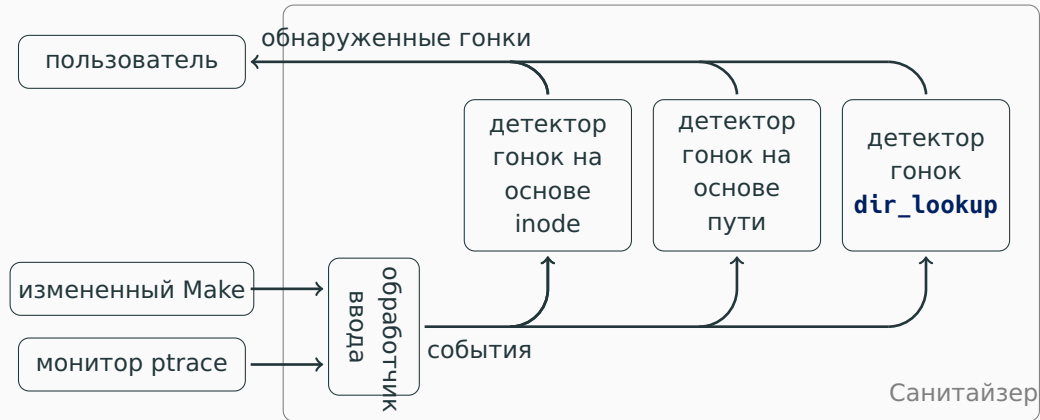 обнаруженные гонки
пользователь
детектор
гонок на
основе
inode
детектор
гонок на
основе
пути
детектор
гонок
dir_lookup
измененный Make
обработчик
ввода
монитор ptrace
события
Санитайзер